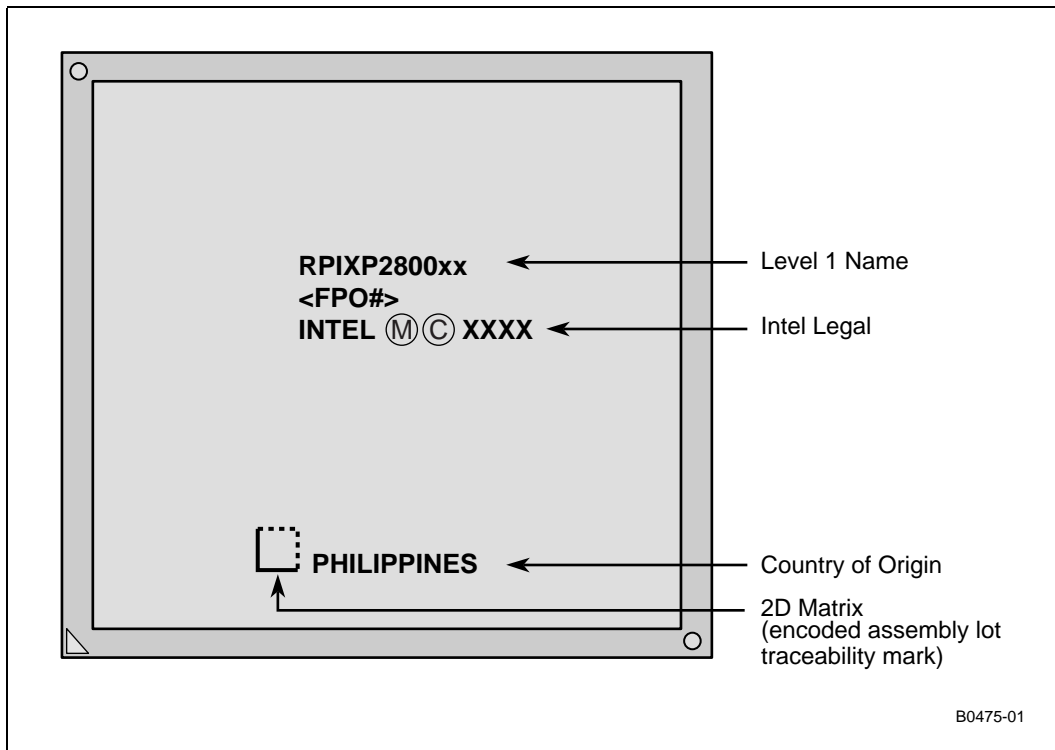 RPIXP2800xx
Level 1 Name
<FPO#>
INTEL Ⓜ Ⓒ XXXX
Intel Legal
PHILIPPINES
Country of Origin
2D Matrix
(encoded assembly lot
traceability mark)
B0475-01